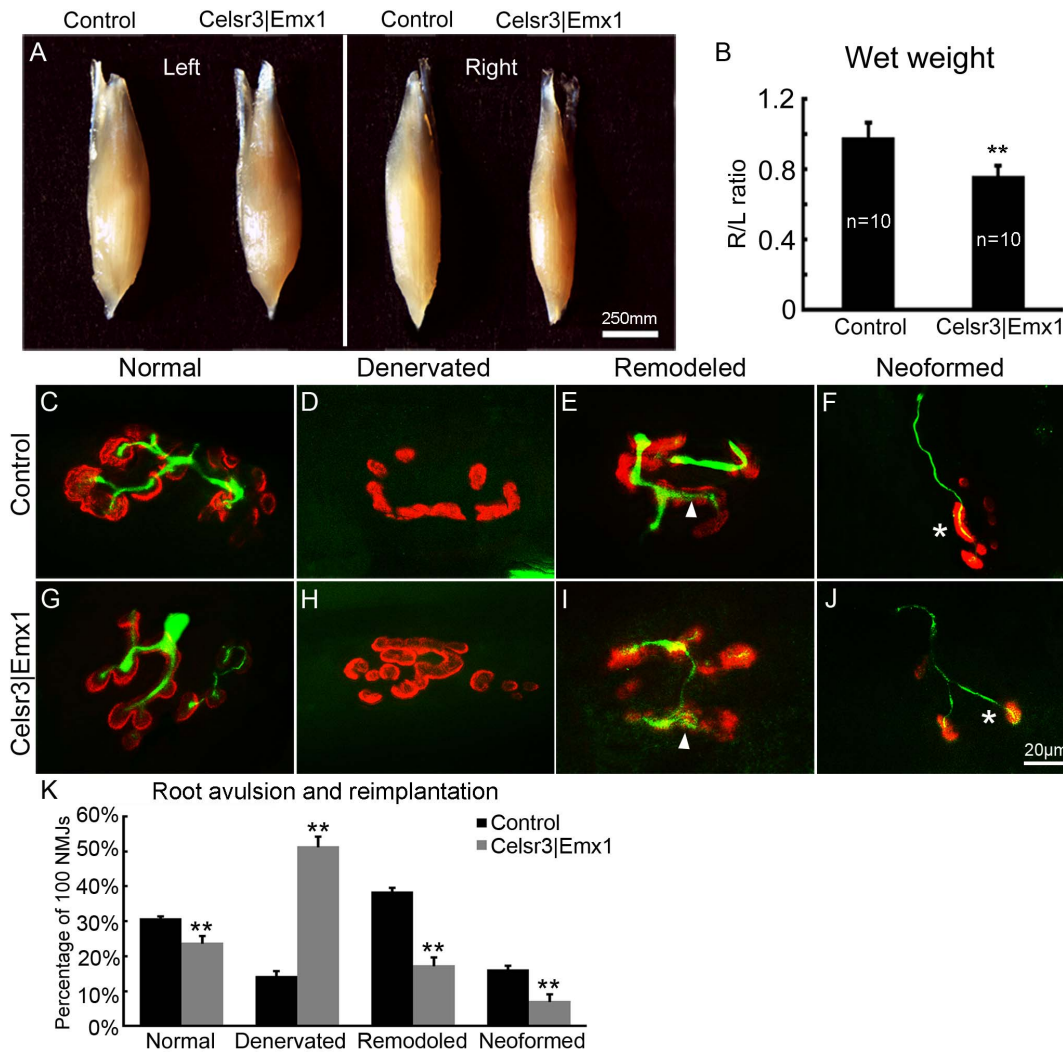 Control Celsr3|Emx1 Control Celsr3|Emx1
A Left Right
250mm
B Wet weight
R/L ratio
1.2
0.8
0.4
0
**
n=10 n=10
Control Celsr3|Emx1
Normal Denervated Remodeled Neoformed
Control
C D E F
*
Celsr3|Emx1
G H I J
*
20µm
K Root avulsion and reimplantation
Percentage of 100 NMJs
60%
50%
40%
30%
20%
10%
0%
Control
Celsr3|Emx1
** ** ** **
Normal Denervated Remodoled Neoformed